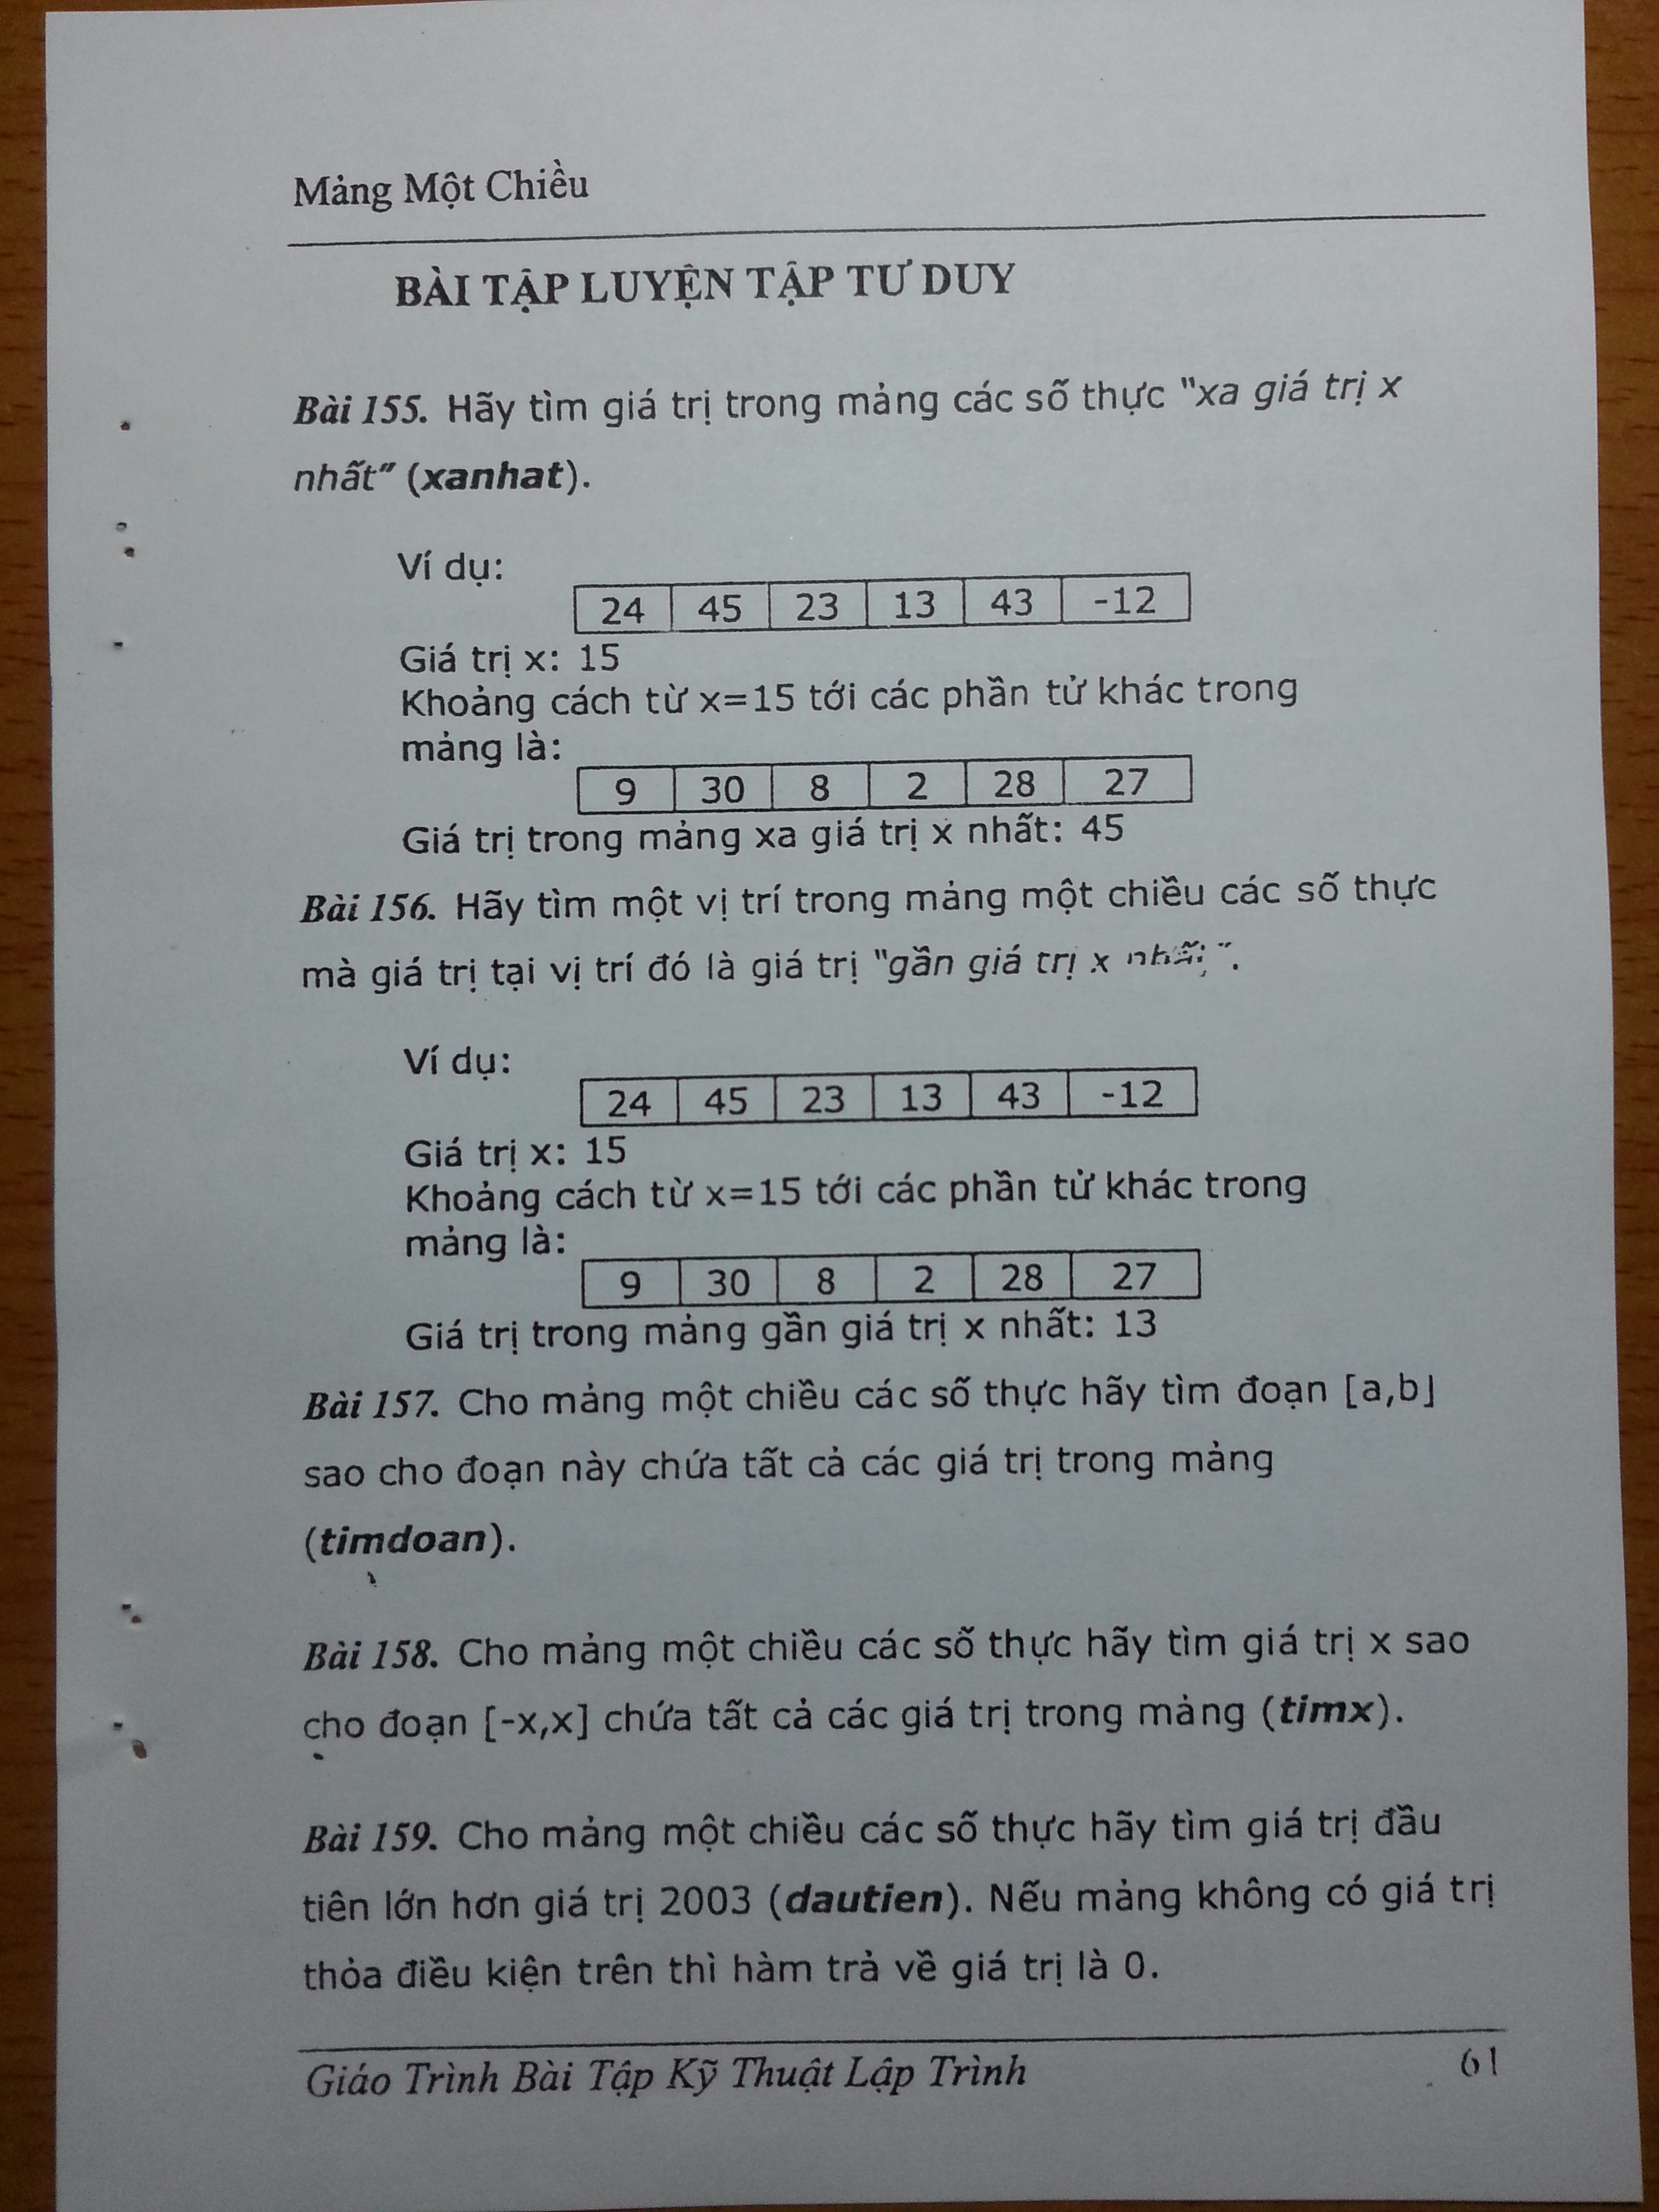 Mảng Một Chiều
BÀI TẬP LUYỆN TẬP TƯ DUY
Bài 155. Hãy tìm giá trị trong mảng các số thực "xa giá trị x
nhất" (xanhat).
Ví dụ:
24 45 23 13 43 -12
Giá trị x: 15
Khoảng cách từ x=15 tới các phần tử khác trong
mảng là:
9 30 8 2 28 27
Giá trị trong mảng xa giá trị x nhất: 45
Bài 156. Hãy tìm một vị trí trong mảng một chiều các số thực
mà giá trị tại vị trí đó là giá trị "gần giá trị x nhất".
Ví dụ:
24 45 23 13 43 -12
Giá trị x: 15
Khoảng cách từ x=15 tới các phần tử khác trong
mảng là:
9 30 8 2 28 27
Giá trị trong mảng gần giá trị x nhất: 13
Bài 157. Cho mảng một chiều các số thực hãy tìm đoạn [a,b]
sao cho đoạn này chứa tất cả các giá trị trong mảng
(timdoan).
Bài 158. Cho mảng một chiều các số thực hãy tìm giá trị x sao
cho đoạn [-x,x] chứa tất cả các giá trị trong mảng (timx).
Bài 159. Cho mảng một chiều các số thực hãy tìm giá trị đầu
tiên lớn hơn giá trị 2003 (dautien). Nếu mảng không có giá trị
thỏa điều kiện trên thì hàm trả về giá trị là 0.
Giáo Trình Bài Tập Kỹ Thuật Lập Trình 61